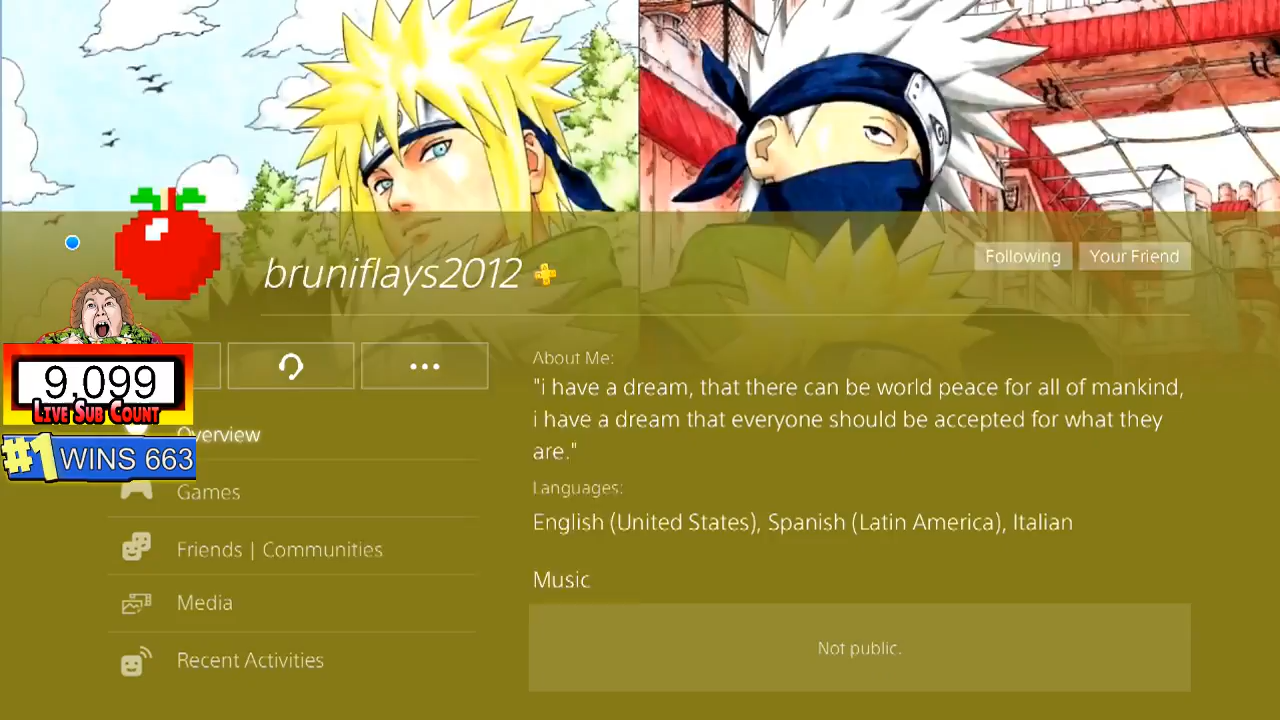 bruniflays2012
Following
Your Friend
...
9,099
LIVE SUB COUNT
#1 WINS 663
Overview
Games
Friends | Communities
Media
Recent Activities
About Me:
"i have a dream, that there can be world peace for all of mankind,
i have a dream that everyone should be accepted for what they
are."
Languages:
English (United States), Spanish (Latin America), Italian
Music
Not public.